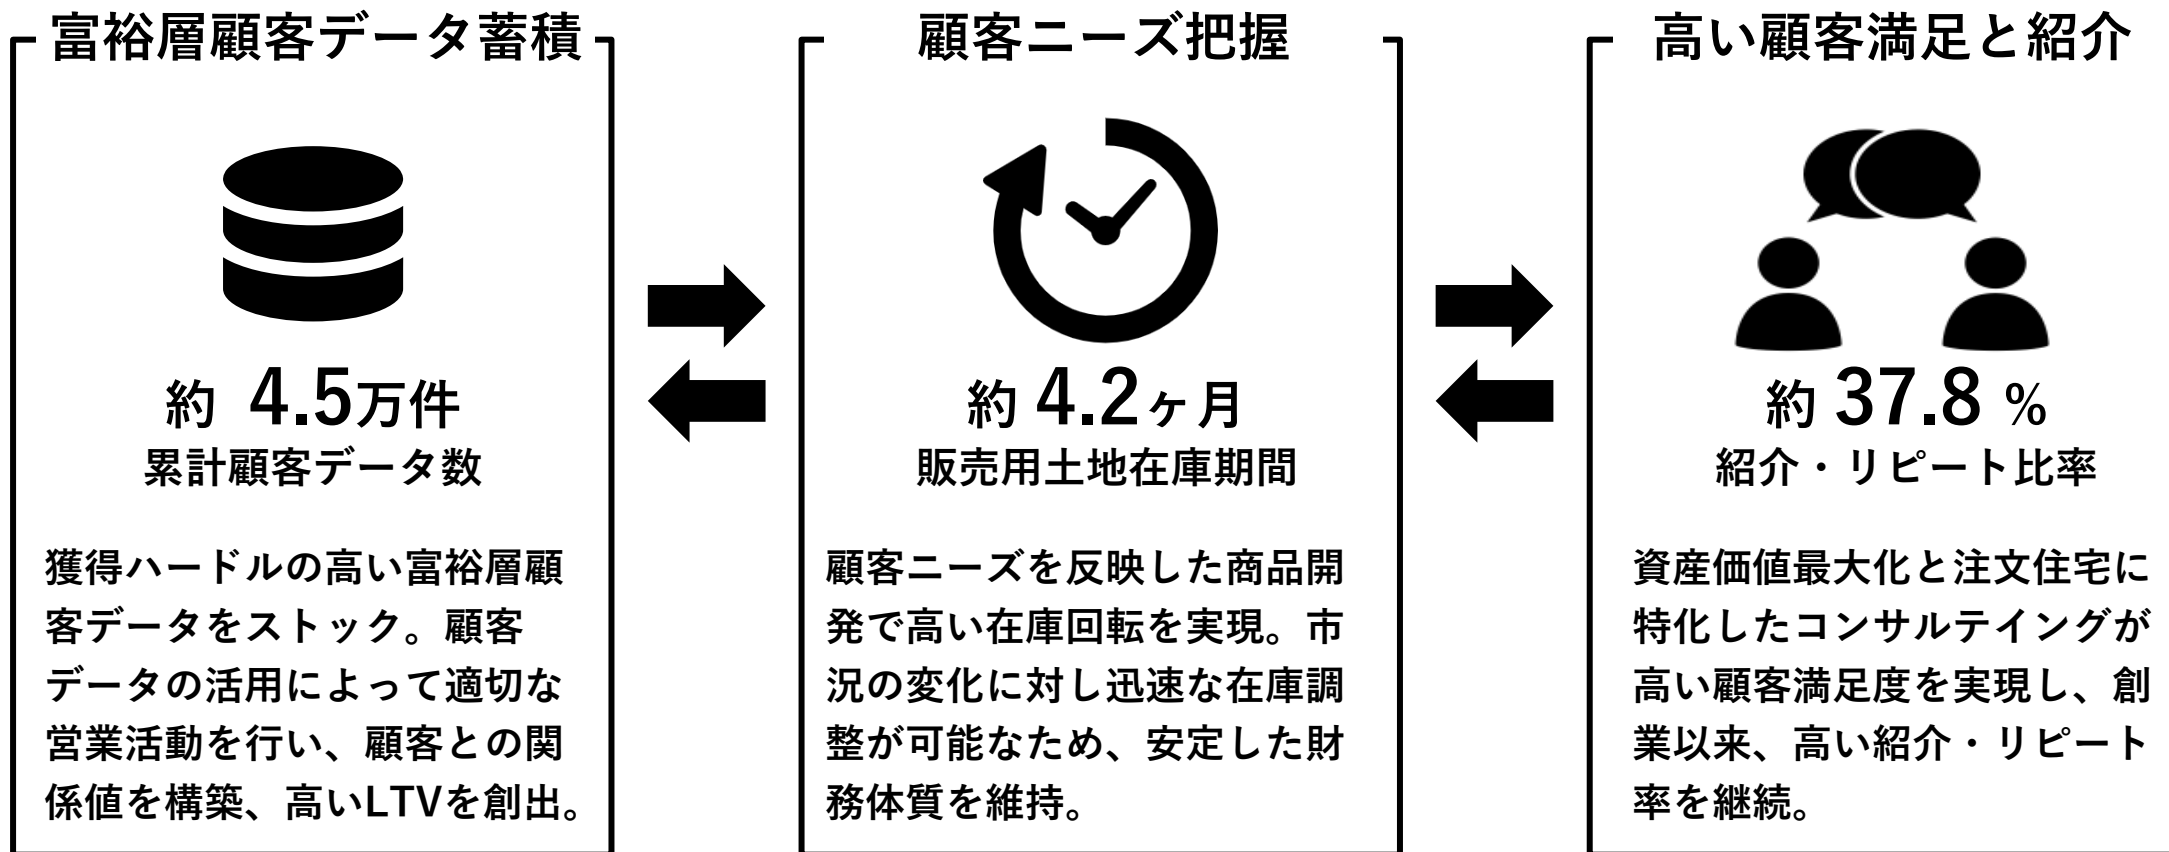 富裕層顧客データ蓄積
約 4.5万件
累計顧客データ数
獲得ハードルの高い富裕層顧
客データをストック。顧客
データの活用によって適切な
営業活動を行い、顧客との関
係値を構築、高いLTVを創出。
顧客ニーズ把握
約 4.2ヶ月
販売用土地在庫期間
顧客ニーズを反映した商品開
発で高い在庫回転を実現。市
況の変化に対し迅速な在庫調
整が可能なため、安定した財
務体質を維持。
高い顧客満足と紹介
約 37.8 %
紹介・リピート比率
資産価値最大化と注文住宅に
特化したコンサルテイングが
高い顧客満足度を実現し、創
業以来、高い紹介・リピート
率を継続。